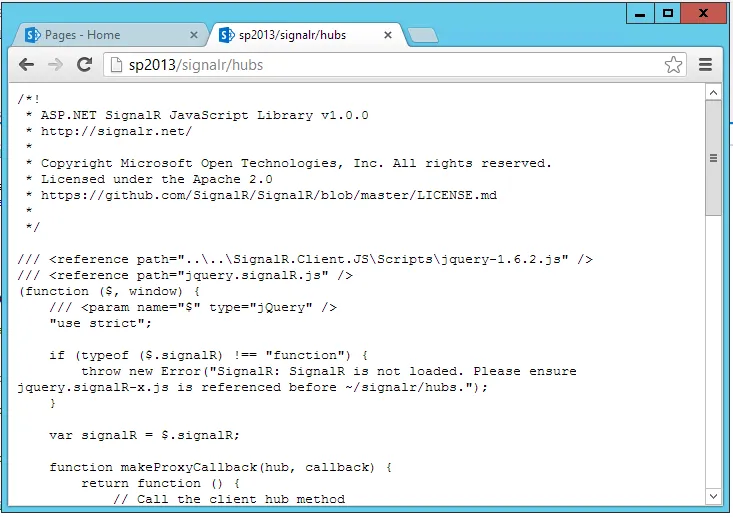 Pages - Home
sp2013/signalr/hubs
sp2013/signalr/hubs
/*!
 * ASP.NET SignalR JavaScript Library v1.0.0
 * http://signalr.net/
 *
 * Copyright Microsoft Open Technologies, Inc. All rights reserved.
 * Licensed under the Apache 2.0
 * https://github.com/SignalR/SignalR/blob/master/LICENSE.md
 *
 */
/// <reference path="..\..\SignalR.Client.JS\Scripts\jquery-1.6.2.js" />
/// <reference path="jquery.signalR.js" />
(function ($, window) {
    /// <param name="$" type="jQuery" />
    "use strict";
    if (typeof ($.signalR) !== "function") {
        throw new Error("SignalR: SignalR is not loaded. Please ensure
jquery.signalR-x.js is referenced before ~/signalr/hubs.");
    }
    var signalR = $.signalR;
    function makeProxyCallback(hub, callback) {
        return function () {
            // Call the client hub method